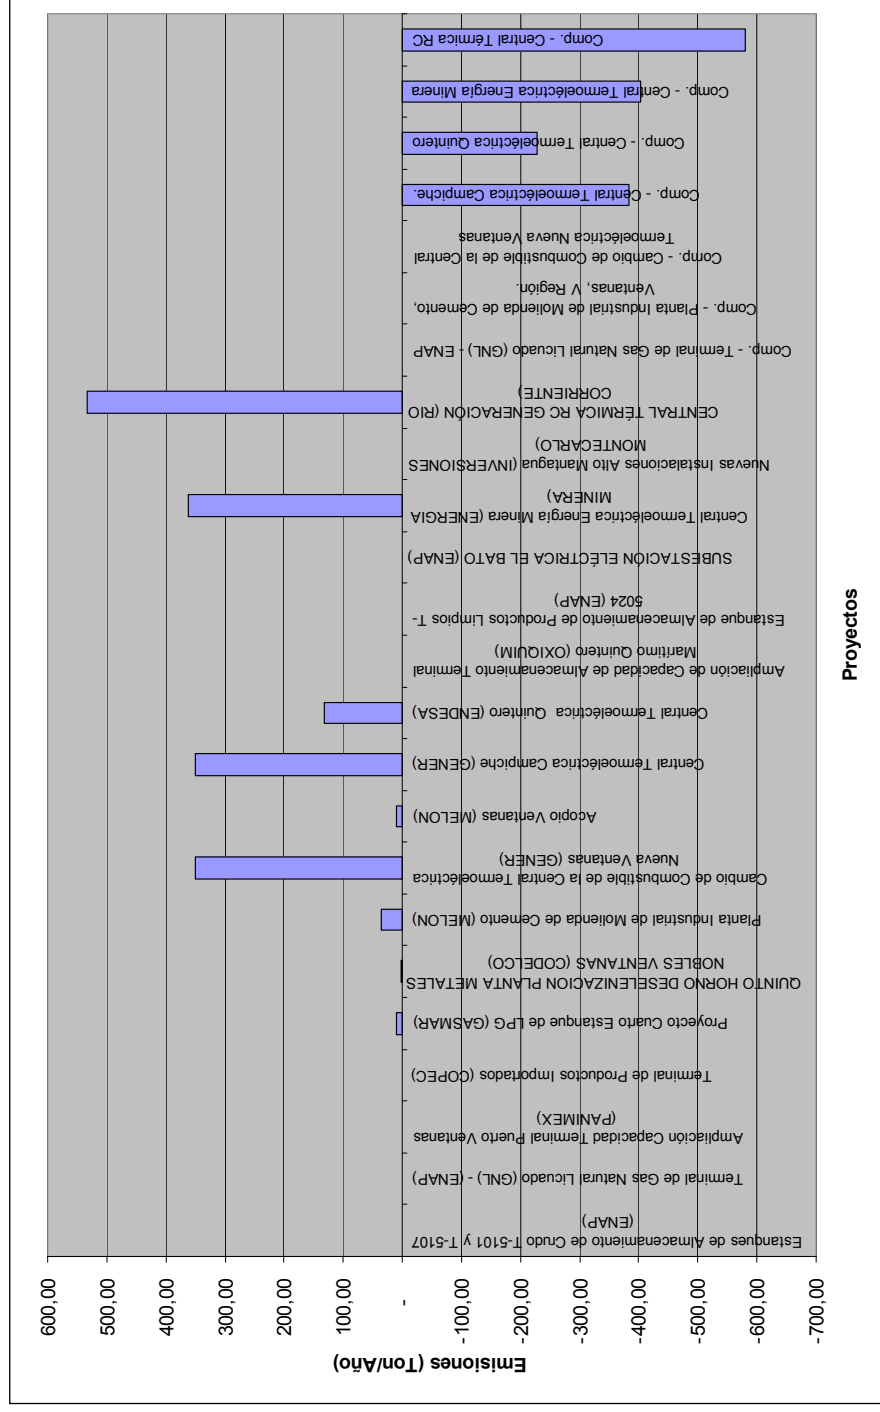 Emisiones (Ton/Año)
600,00
500,00
400,00
300,00
200,00
100,00
-
- 100,00
- 200,00
- 300,00
- 400,00
- 500,00
- 600,00
- 700,00
Estanques de Almacenamiento de Crudo T-5101 y T-5107
(ENAP)
Terminal de Gas Natural Licuado (GNL) - (ENAP)
Ampliación Capacidad Terminal Puerto Ventanas
(PANIMEX)
Terminal de Productos Importados (COPEC)
Proyecto Cuarto Estanque de LPG (GASMAR)
QUINTO HORNO DESELENIZACION PLANTA METALES
NOBLES VENTANAS (CODELCO)
Planta Industrial de Molienda de Cemento (MELON)
Cambio de Combustible de la Central Termoeléctrica
Nueva Ventanas (GENER)
Acopio Ventanas (MELON)
Central Termoeléctrica Campiche (GENER)
Central Termoeléctrica Quintero (ENDESA)
Ampliación de Capacidad de Almacenamiento Terminal
Marítimo Quintero (OXIQUIM)
Estanque de Almacenamiento de Productos Limpios T-
5024 (ENAP)
SUBESTACIÓN ELÉCTRICA EL BATO (ENAP)
Central Termoeléctrica Energía Minera (ENERGIA
MINERA)
Nuevas Instalaciones Alto Mantagua (INVERSIONES
MONTECARLO)
CENTRAL TÉRMICA RC GENERACIÓN (RIO
CORRIENTE)
Comp. - Terminal de Gas Natural Licuado (GNL) - ENAP
Comp. - Planta Industrial de Molienda de Cemento,
Ventanas, V Región.
Comp. - Cambio de Combustible de la Central
Termoeléctrica Nueva Ventanas
Comp. - Central Termoeléctrica Campiche.
Comp. - Central Termoeléctrica Quintero
Comp. - Central Termoeléctrica Energía Minera
Comp. - Central Térmica RC
Proyectos